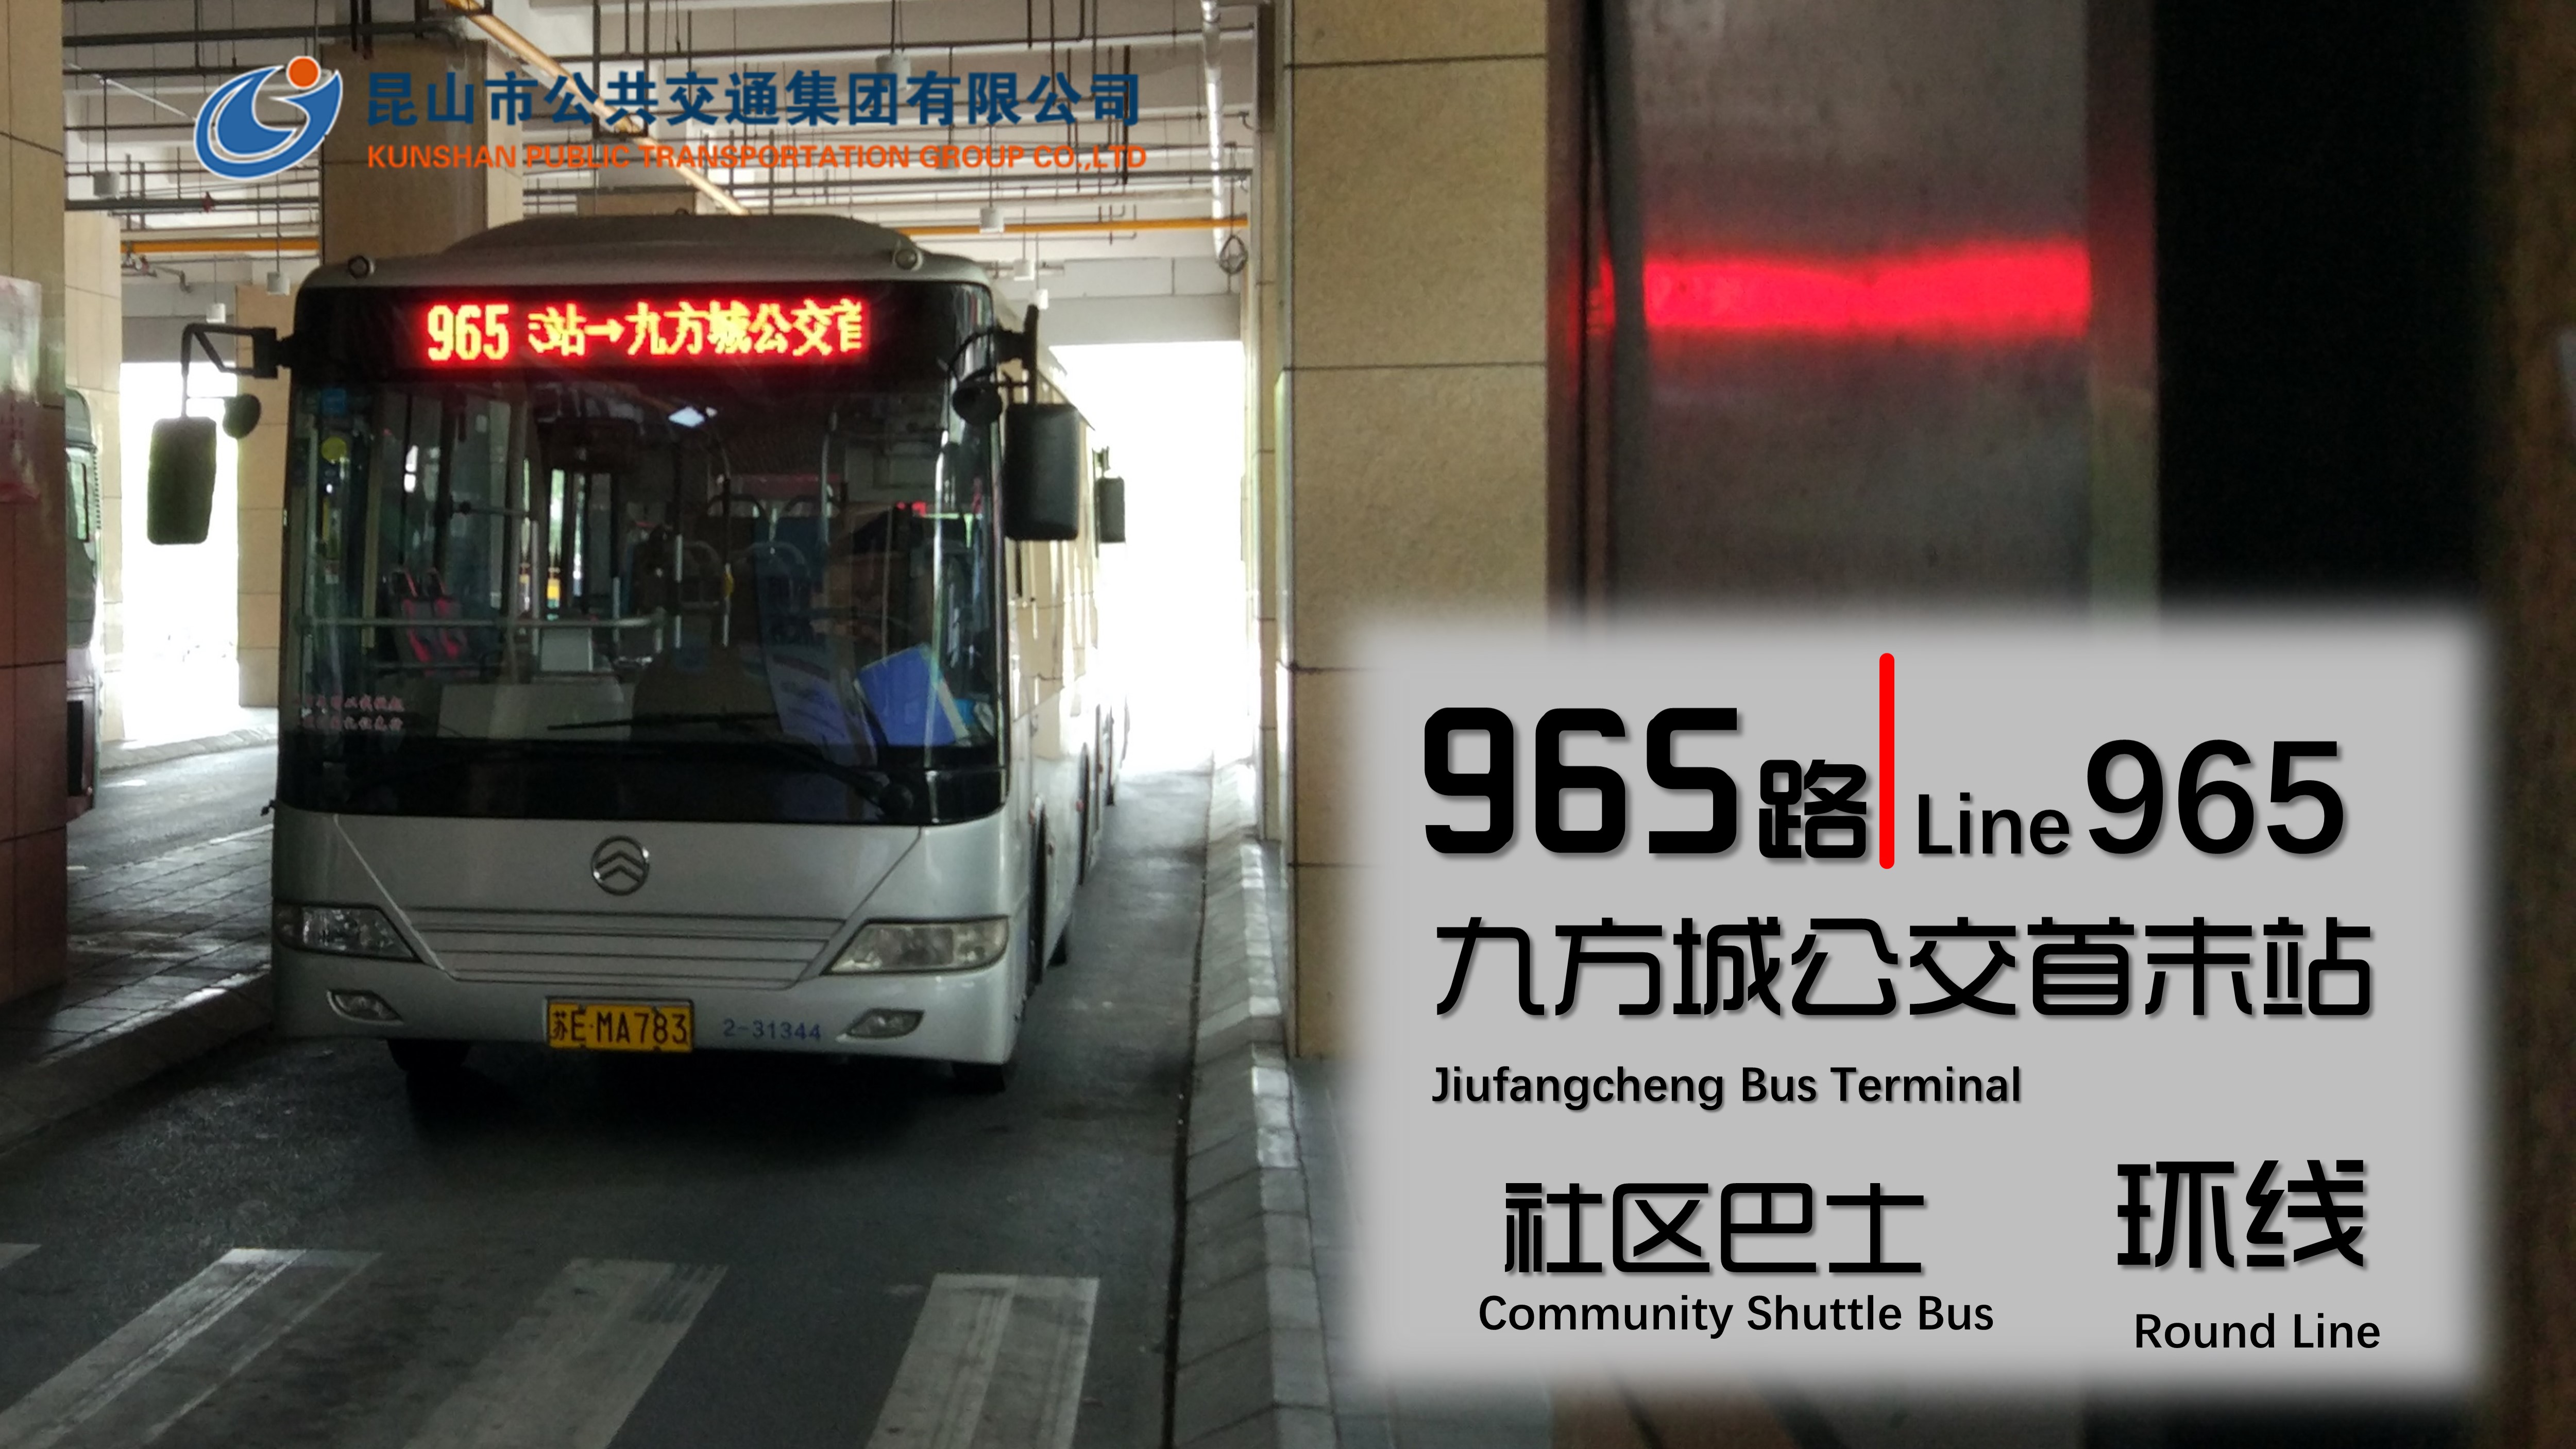 昆山市公共交通集团有限公司
KUNSHAN PUBLIC TRANSPORTATION GROUP CO.,LTD
965 站→九方城公交首
苏E·MA783
2-31344
965路 Line 965
九方城公交首末站
Jiufangcheng Bus Terminal
社区巴士 环线
Community Shuttle Bus Round Line